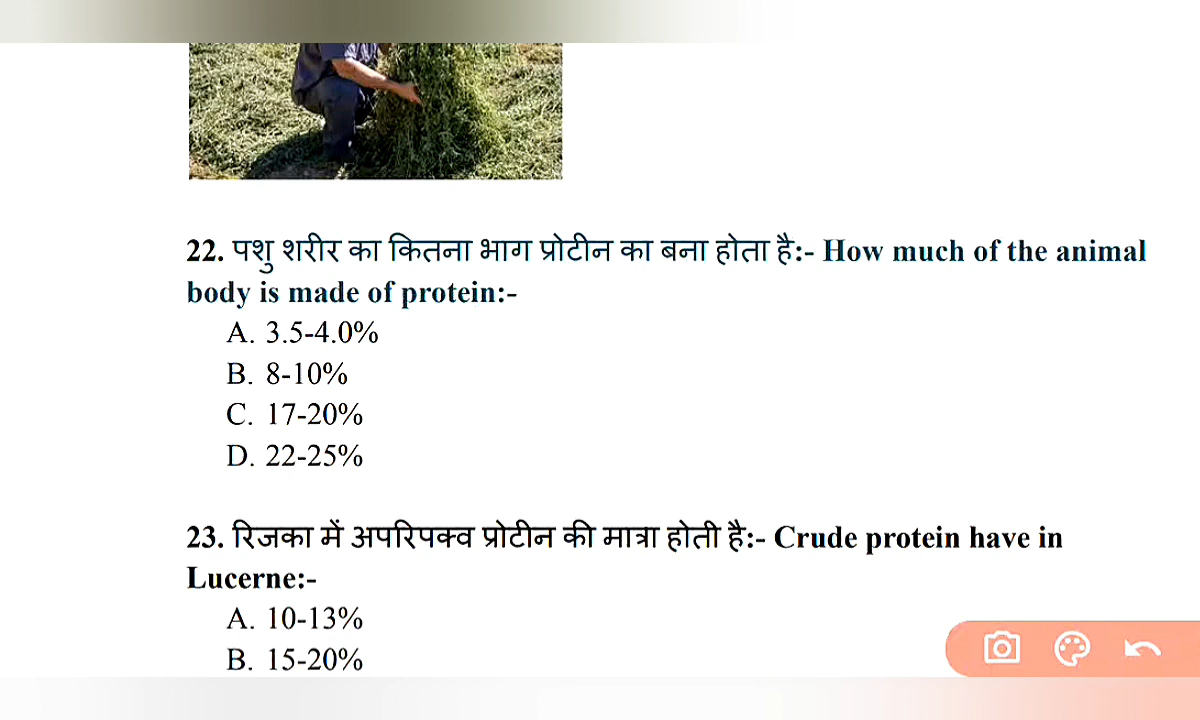 22. पशु शरीर का कितना भाग प्रोटीन का बना होता है:- How much of the animal
body is made of protein:-
A. 3.5-4.0%
B. 8-10%
C. 17-20%
D. 22-25%
23. रिजका में अपरिपक्व प्रोटीन की मात्रा होती है:- Crude protein have in
Lucerne:-
A. 10-13%
B. 15-20%